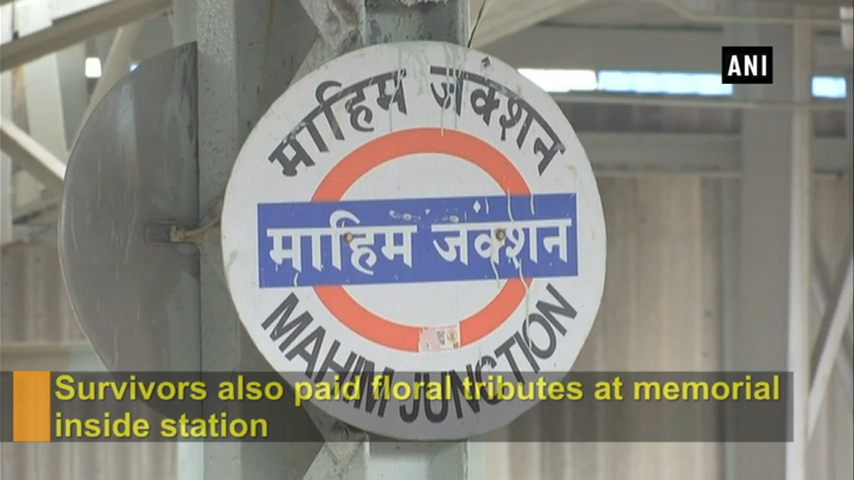 ANI
माहिम जंक्शन
माहिम जंक्शन
MAHIM JUNCTION
Survivors also paid floral tributes at memorial
inside station